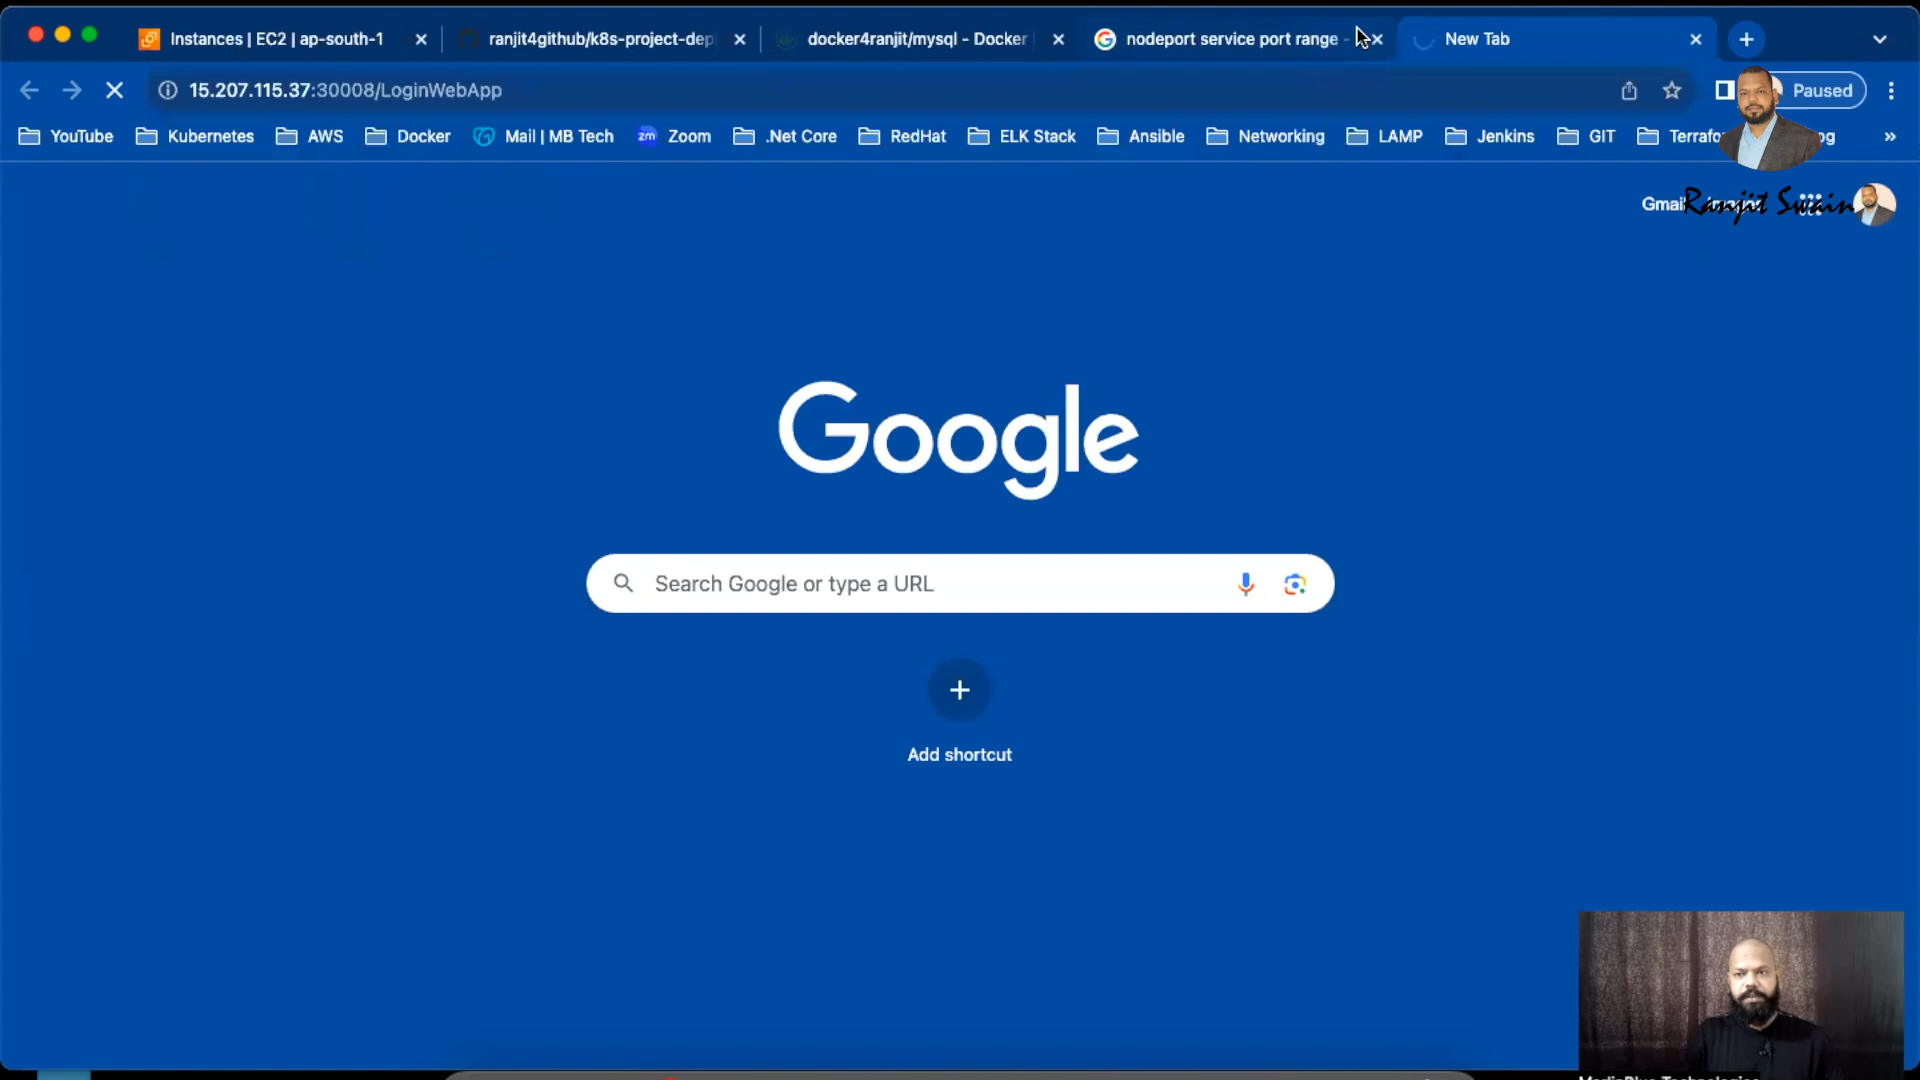 Instances | EC2 | ap-south-1
ranjit4github/k8s-project-dep
docker4ranjit/mysql - Docker
nodeport service port range -
New Tab
15.207.115.37:30008/LoginWebApp
Paused
YouTube
Kubernetes
AWS
Docker
Mail | MB Tech
zm
Zoom
.Net Core
RedHat
ELK Stack
Ansible
Networking
LAMP
Jenkins
GIT
»
Gmail
Ranjit Swain
Google
Search Google or type a URL
Add shortcut